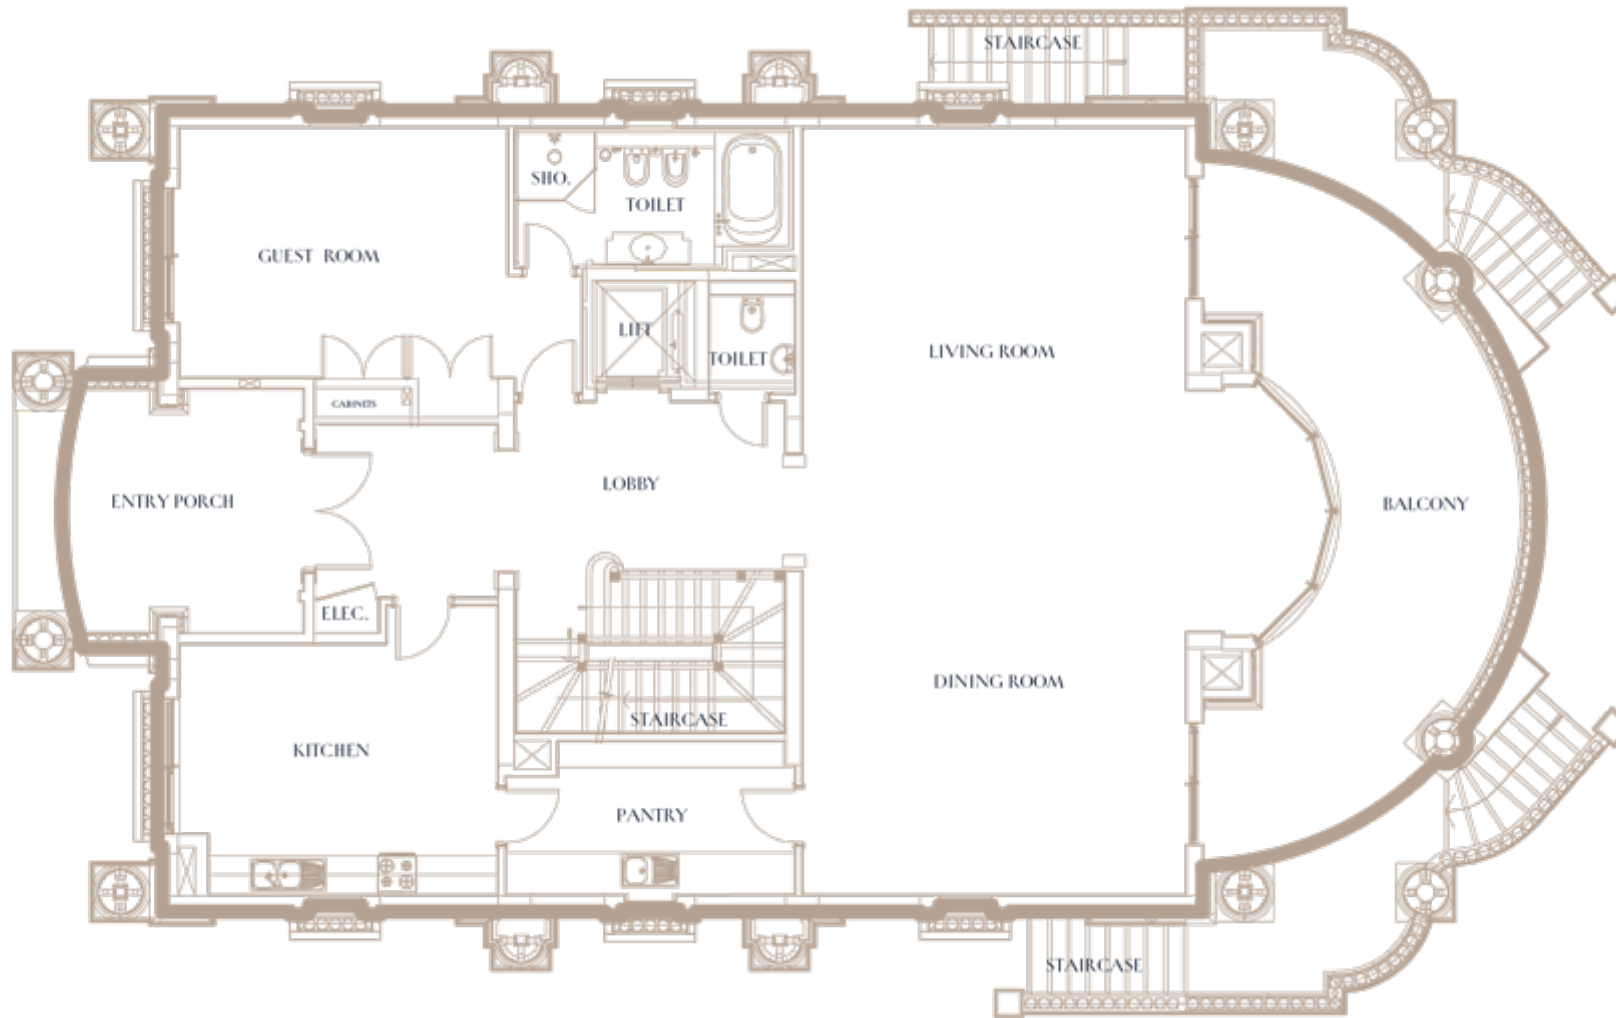 STAIRCASE
SHO.
TOILET
GUEST ROOM
LIFT
TOILET
LIVING ROOM
CABINETS
LOBBY
ENTRY PORCH
BALCONY
ELEC.
DINING ROOM
STAIRCASE
KITCHEN
PANTRY
STAIRCASE